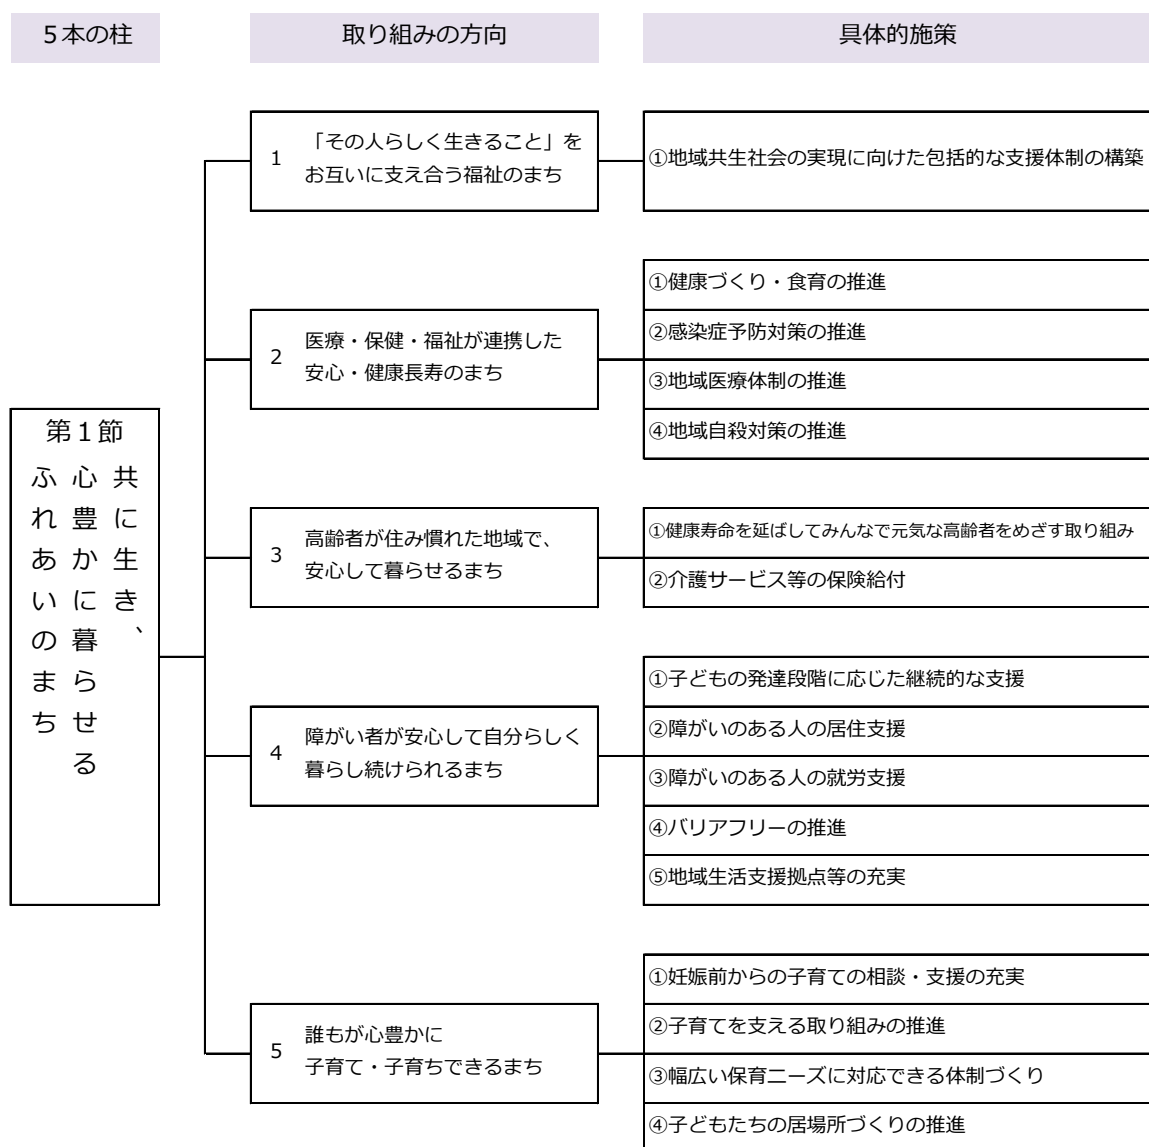 ５本の柱
取り組みの方向
具体的施策
第１節
共に生き、
心豊かに暮らせる
ふれあいのまち
1
「その人らしく生きること」を
お互いに支え合う福祉のまち
①地域共生社会の実現に向けた包括的な支援体制の構築
2
医療・保健・福祉が連携した
安心・健康長寿のまち
①健康づくり・食育の推進
②感染症予防対策の推進
③地域医療体制の推進
④地域自殺対策の推進
3
高齢者が住み慣れた地域で、
安心して暮らせるまち
①健康寿命を延ばしてみんなで元気な高齢者をめざす取り組み
②介護サービス等の保険給付
4
障がい者が安心して自分らしく
暮らし続けられるまち
①子どもの発達段階に応じた継続的な支援
②障がいのある人の居住支援
③障がいのある人の就労支援
④バリアフリーの推進
⑤地域生活支援拠点等の充実
5
誰もが心豊かに
子育て・子育ちできるまち
①妊娠前からの子育ての相談・支援の充実
②子育てを支える取り組みの推進
③幅広い保育ニーズに対応できる体制づくり
④子どもたちの居場所づくりの推進